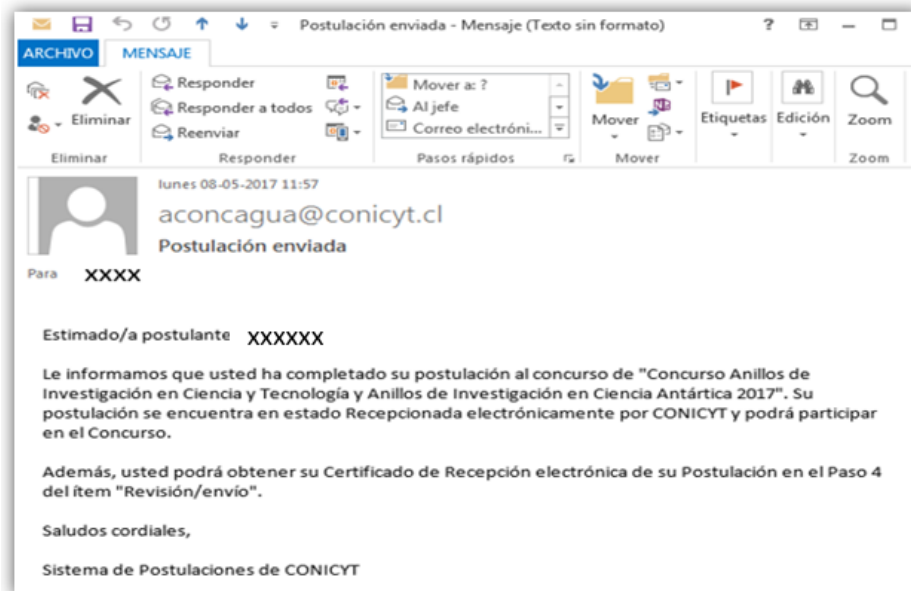 Postulación enviada - Mensaje (Texto sin formato) ?
ARCHIVO MENSAJE
Eliminar
Responder
Responder a todos
Reenviar
Mover a: ?
Al jefe
Correo electróni...
Mover
Etiquetas
Edición
Zoom
Eliminar Responder Pasos rápidos Mover Zoom
lunes 08-05-2017 11:57
aconcagua@conicyt.cl
Postulación enviada
Para XXXX
Estimado/a postulante XXXXXX
Le informamos que usted ha completado su postulación al concurso de "Concurso Anillos de
Investigación en Ciencia y Tecnología y Anillos de Investigación en Ciencia Antártica 2017". Su
postulación se encuentra en estado Recepcionada electrónicamente por CONICYT y podrá participar
en el Concurso.
Además, usted podrá obtener su Certificado de Recepción electrónica de su Postulación en el Paso 4
del ítem "Revisión/envío".
Saludos cordiales,
Sistema de Postulaciones de CONICYT